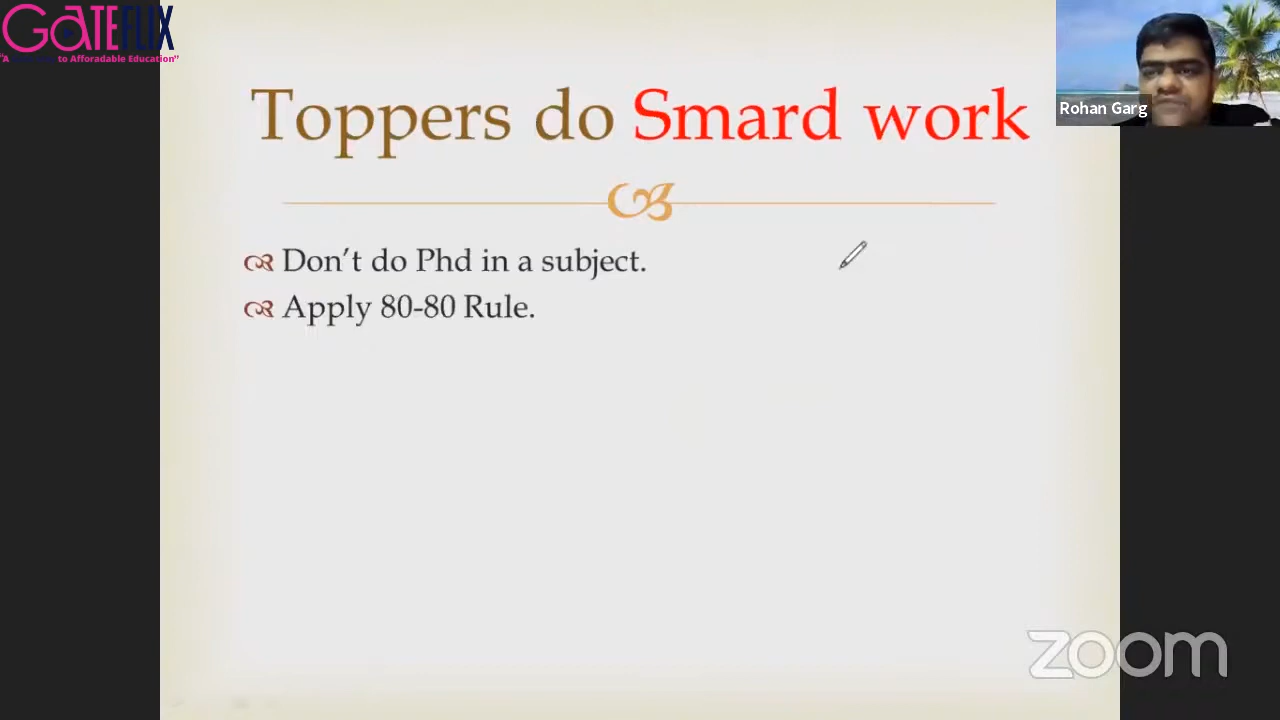 GATEFLIX
"A to Afforadable Education"
Rohan Garg
Toppers do Smard work
Don't do Phd in a subject.
Apply 80-80 Rule.
zoom